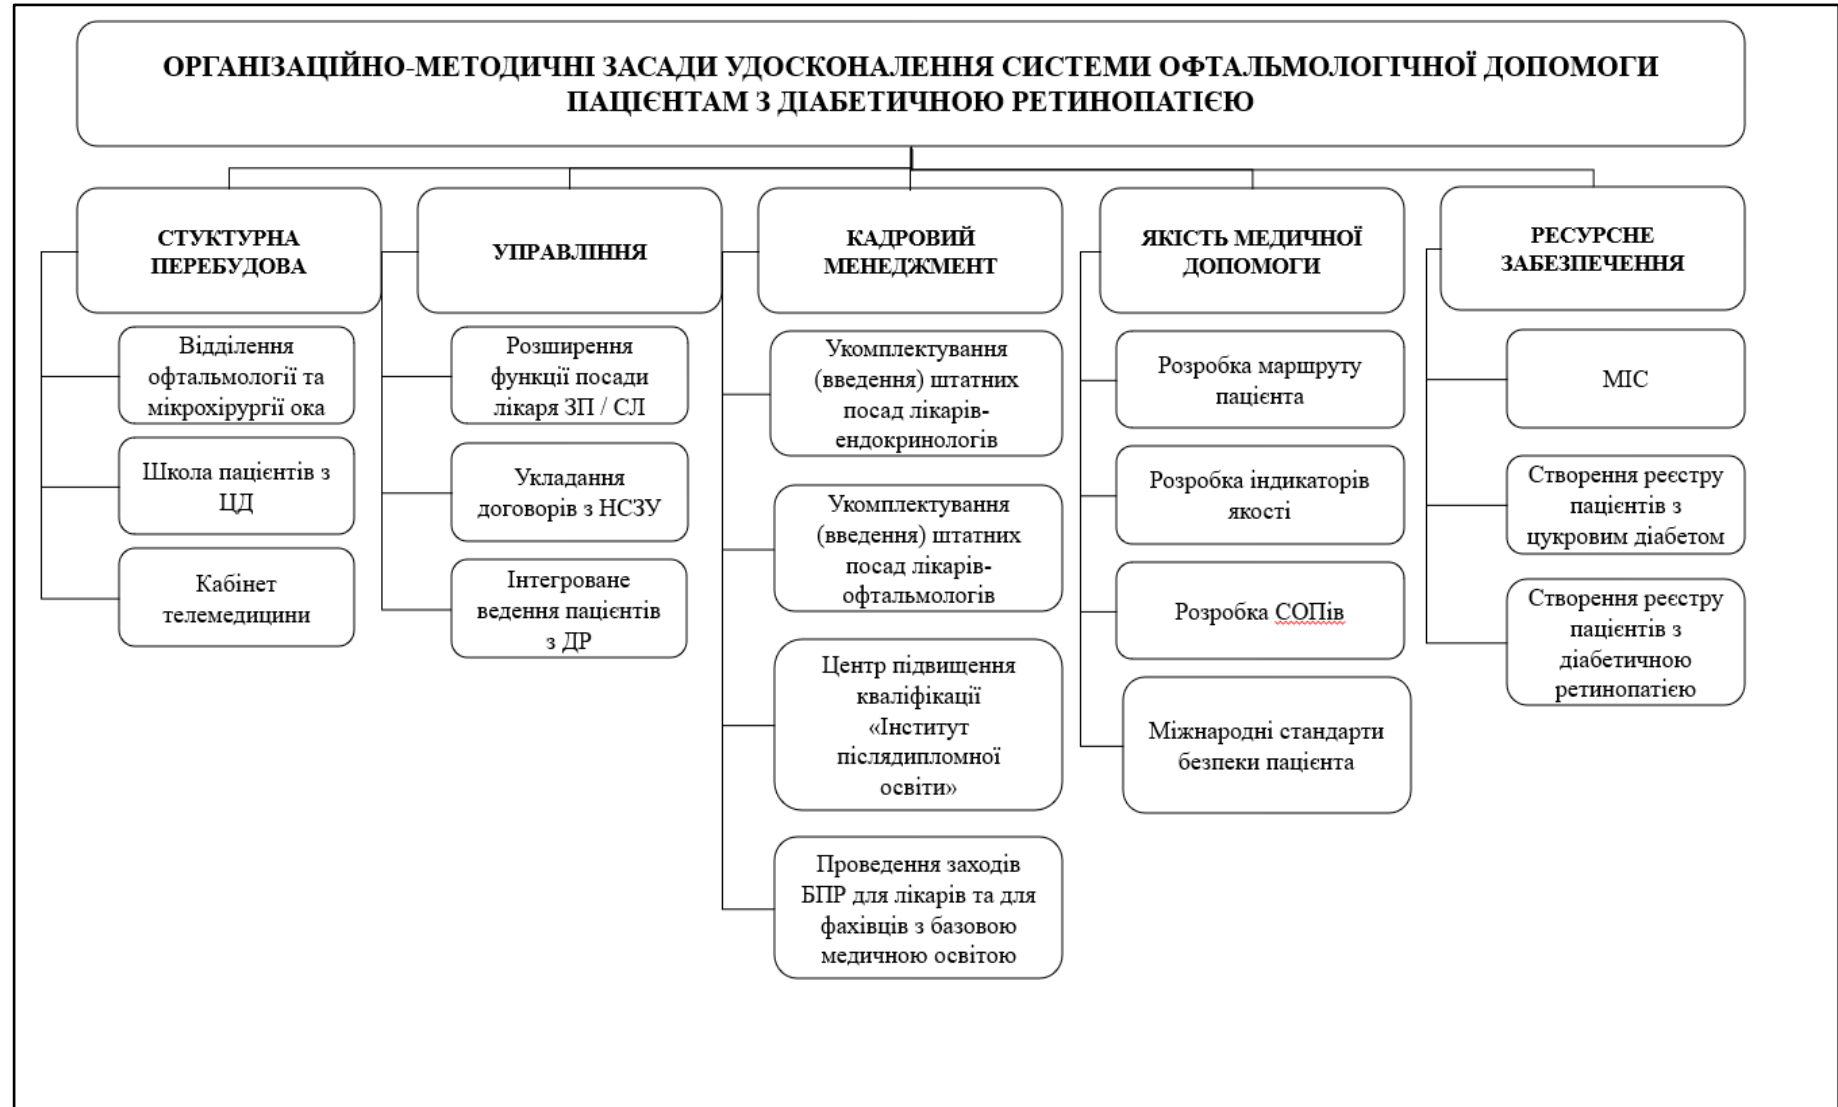 ОРГАНІЗАЦІЙНО-МЕТОДИЧНІ ЗАСАДИ УДОСКОНАЛЕННЯ СИСТЕМИ ОФТАЛЬМОЛОГІЧНОЇ ДОПОМОГИ
ПАЦІЄНТАМ З ДІАБЕТИЧНОЮ РЕТИНОПАТІЄЮ
СТУКТУРНА
ПЕРЕБУДОВА
Відділення
офтальмології та
мікрохірургії ока
Школа пацієнтів з
ЦД
Кабінет
телемедицини
УПРАВЛІННЯ
Розширення
функції посади
лікаря ЗП / СЛ
Укладання
договорів з НСЗУ
Інтегроване
ведення пацієнтів
з ДР
КАДРОВИЙ
МЕНЕДЖМЕНТ
Укомплектування
(введення) штатних
посад лікарів-
ендокринологів
Укомплектування
(введення) штатних
посад лікарів-
офтальмологів
Центр підвищення
кваліфікації
«Інститут
післядипломної
освіти»
Проведення заходів
БПР для лікарів та для
фахівців з базовою
медичною освітою
ЯКІСТЬ МЕДИЧНОЇ
ДОПОМОГИ
Розробка маршруту
пацієнта
Розробка індикаторів
якості
Розробка СОПів
Міжнародні стандарти
безпеки пацієнта
РЕСУРСНЕ
ЗАБЕЗПЕЧЕННЯ
МІС
Створення реєстру
пацієнтів з
цукровим діабетом
Створення реєстру
пацієнтів з
діабетичною
ретинопатією